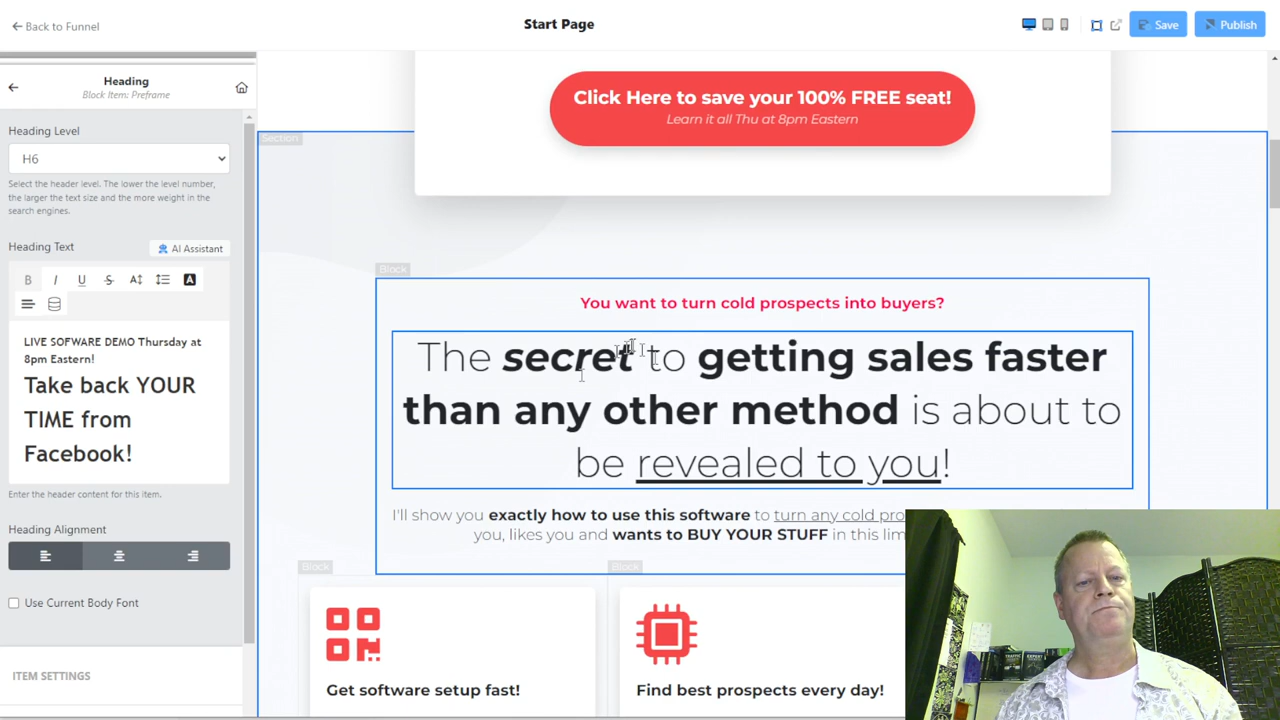 Back to Funnel
Start Page
Save
Publish
Heading
Block Item: Preframe
Heading Level
H6
Select the header level. The lower the level number,
the larger the text size and the more weight in the
search engines.
Heading Text
AI Assistant
B I U S A
LIVE SOFWARE DEMO Thursday at
8pm Eastern!
Take back YOUR
TIME from
Facebook!
Enter the header content for this item.
Heading Alignment
Use Current Body Font
ITEM SETTINGS
Click Here to save your 100% FREE seat!
Learn it all Thu at 8pm Eastern
Section
Block
You want to turn cold prospects into buyers?
The secret to getting sales faster
than any other method is about to
be revealed to you!
I'll show you exactly how to use this software to turn any cold pro
you, likes you and wants to BUY YOUR STUFF in this lim
Block
Block
Get software setup fast!
Find best prospects every day!